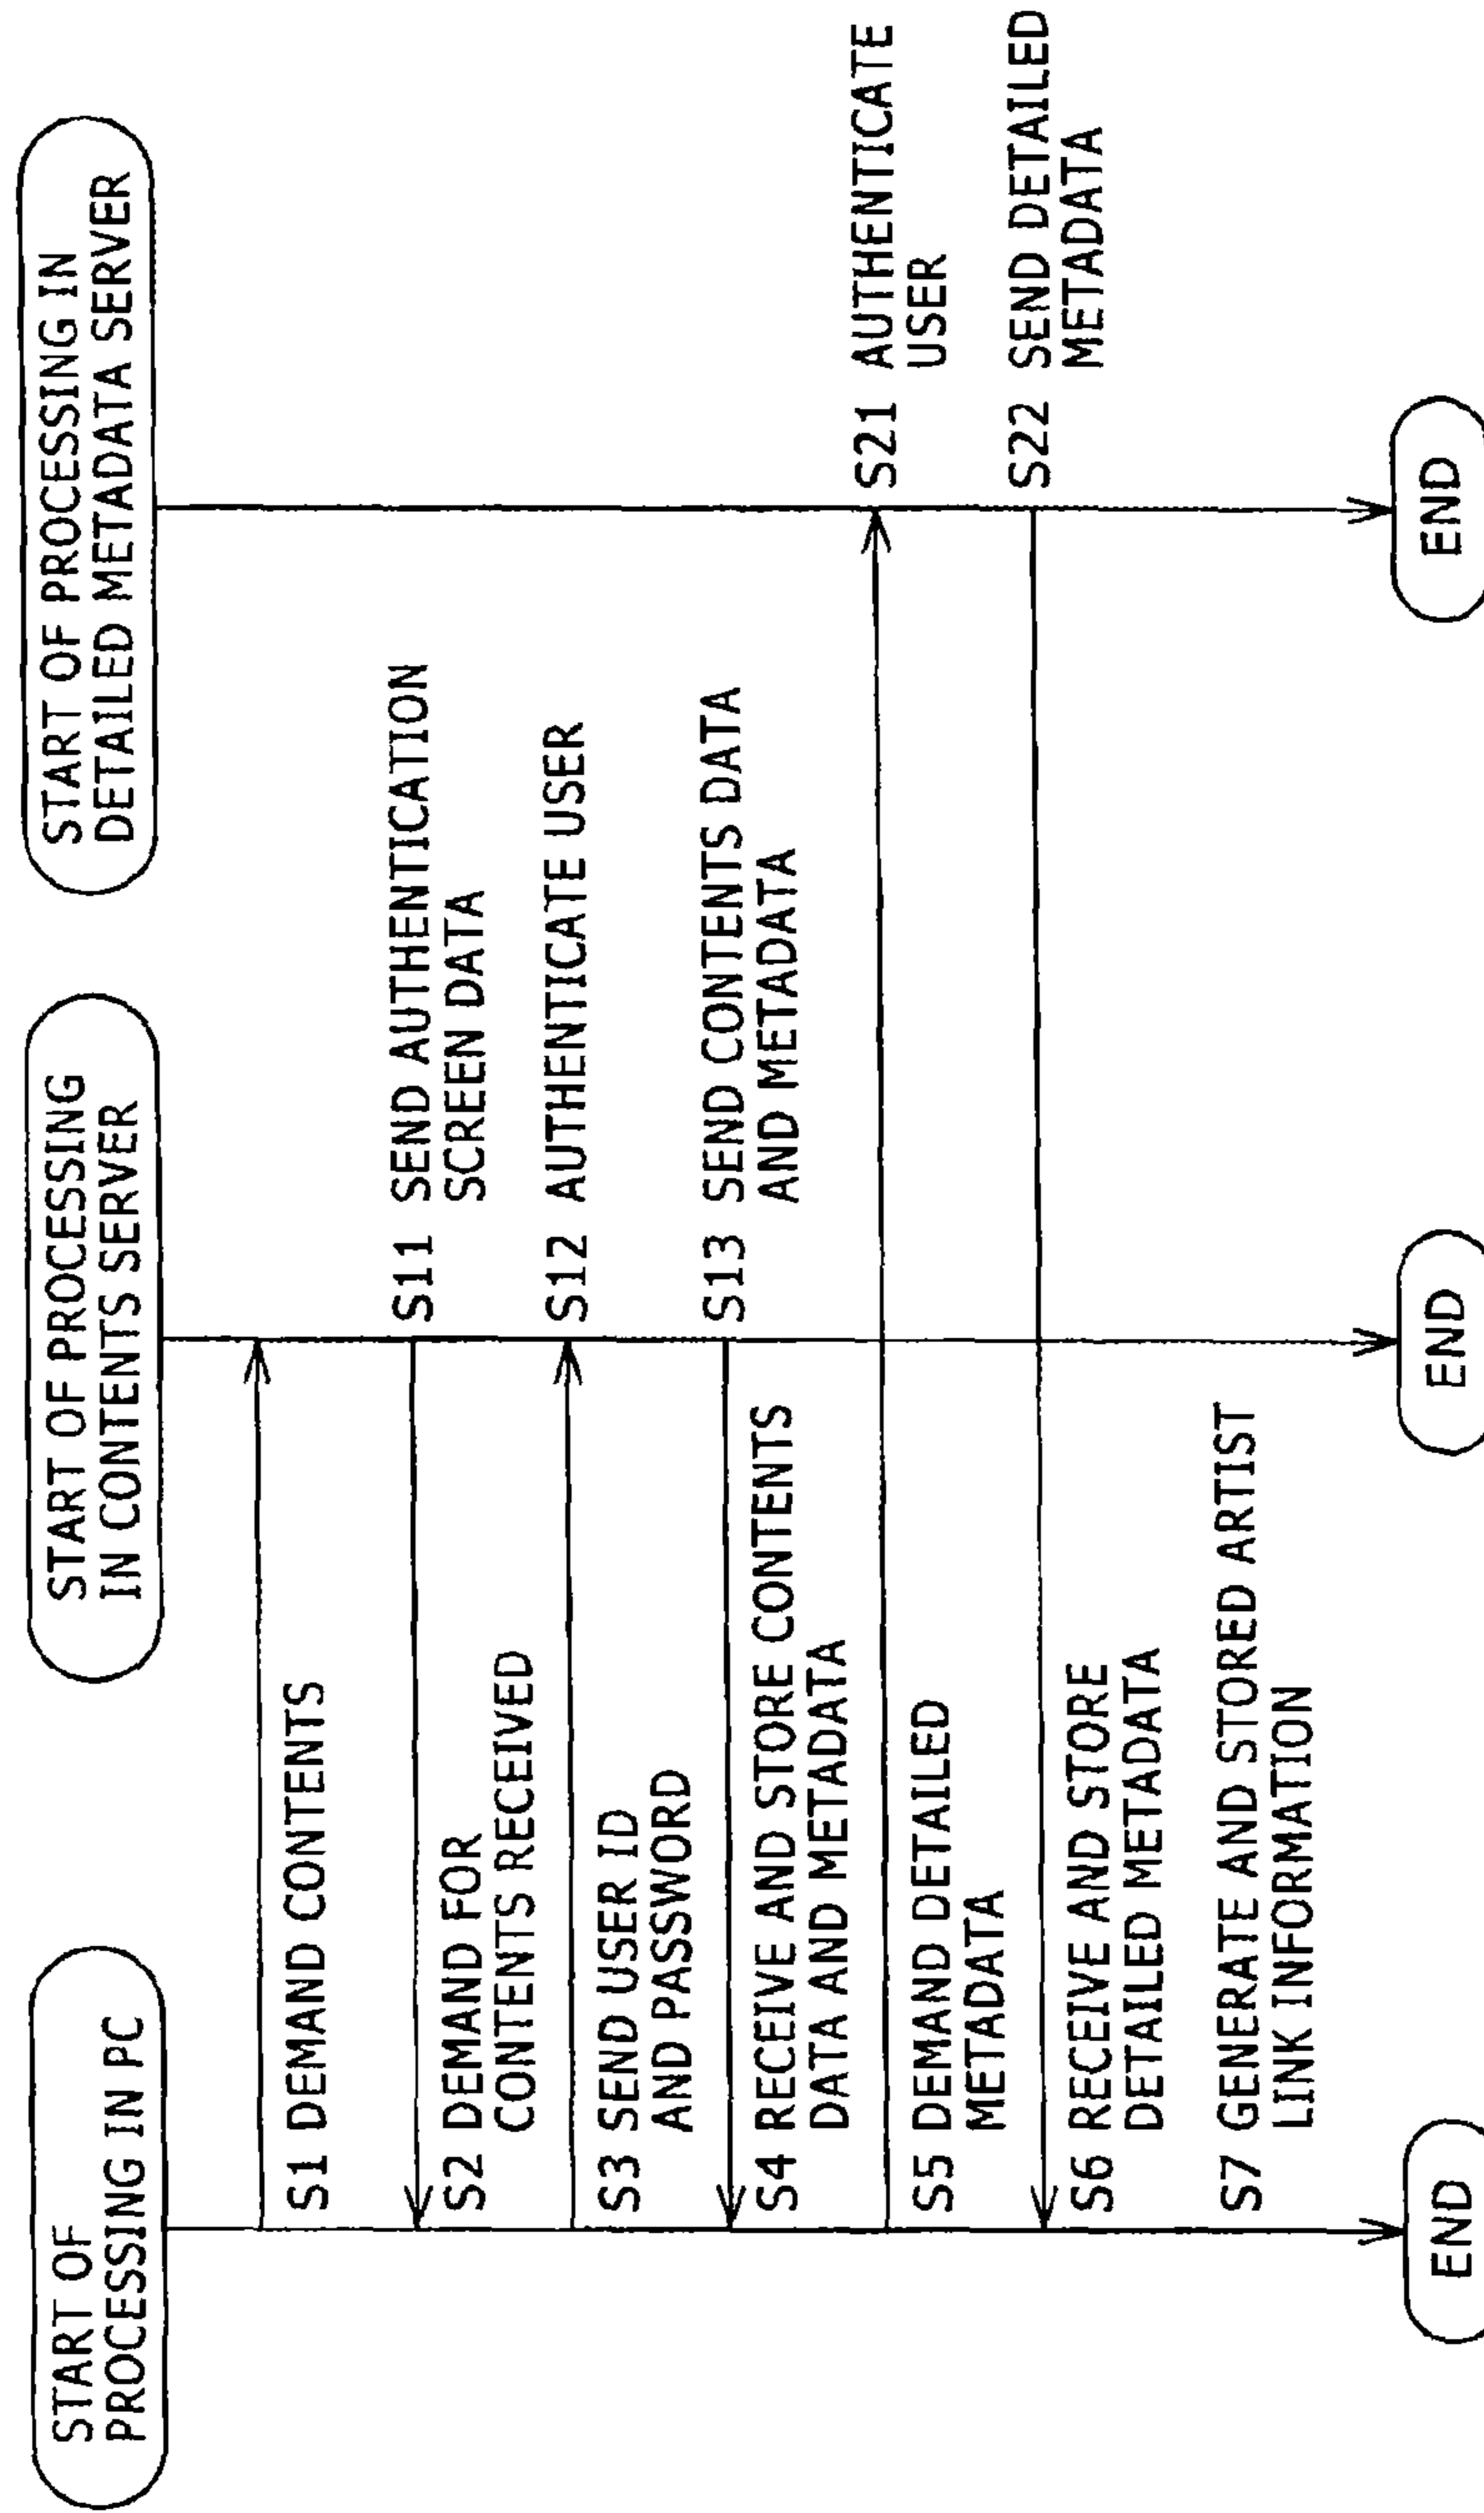 START OF
PROCESSING IN PC
START OF PROCESSING
IN CONTENTS SERVER
START OF PROCESSING IN
DETAILED METADATA SERVER
S1 DEMAND CONTENTS
S11 SEND AUTHENTICATION
SCREEN DATA
S2 DEMAND FOR
CONTENTS RECEIVED
S12 AUTHENTICATE USER
S3 SEND USER ID
AND PASSWORD
S13 SEND CONTENTS DATA
AND METADATA
S4 RECEIVE AND STORE CONTENTS
DATA AND METADATA
S21 AUTHENTICATE
USER
S5 DEMAND DETAILED
METADATA
S22 SEND DETAILED
METADATA
S6 RECEIVE AND STORE
DETAILED METADATA
S7 GENERATE AND STORED ARTIST
LINK INFORMATION
END
END
END